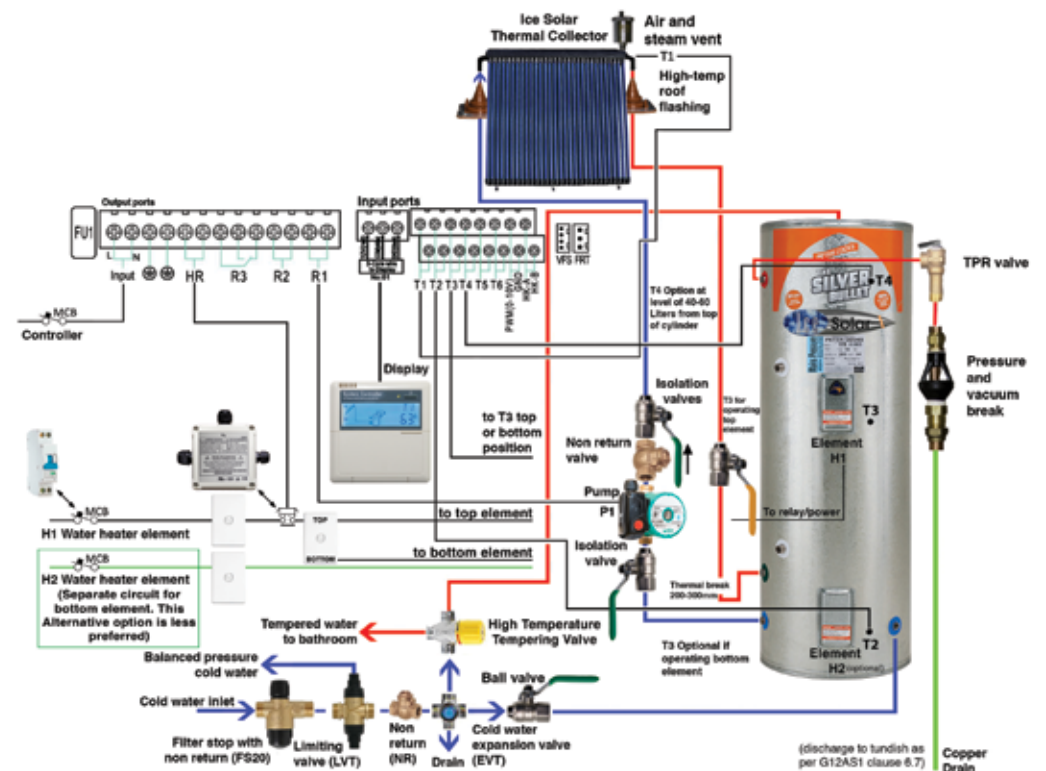 Ice Solar
Thermal Collector
Air and
steam vent
T1
High-temp
roof
flashing
Output ports
FU1
L
N
Input
HR
R3
R2
R1
MCB
Controller
Input ports
T1 T2 T3 T4 T5 T6
PWM(0-10V)
GND
HK-A
HK-B
VFS FRT
T4 Option at
level of 40-60
Liters from top
of cylinder
Display
to T3 top
or bottom
position
MCB
H1 Water heater element
TOP
BOTTOM
to top element
to bottom element
MCB
H2 Water heater element
(Separate circuit for
bottom element. This
Alternative option is less
preferred)
Isolation
valves
Non return
valve
Pump
P1
Isolation
valve
T3 for
operating
top
element
To relay/power
Thermal break
200-300mm
T3 Optional if
operating bottom
element
SILVER
BULLET
Solar
T4
T3
Element
H1
T2
Element
H2 (optional)
TPR valve
Pressure
and
vacuum
break
(discharge to tundish as
per G12AS1 clause 6.7)
Copper
Drain
Tempered water
to bathroom
High Temperature
Tempering Valve
Balanced pressure
cold water
Cold water inlet
Filter stop with
non return (FS20)
Limiting
valve (LVT)
Non
return
(NR)
Drain
Ball valve
Cold water
expansion valve
(EVT)